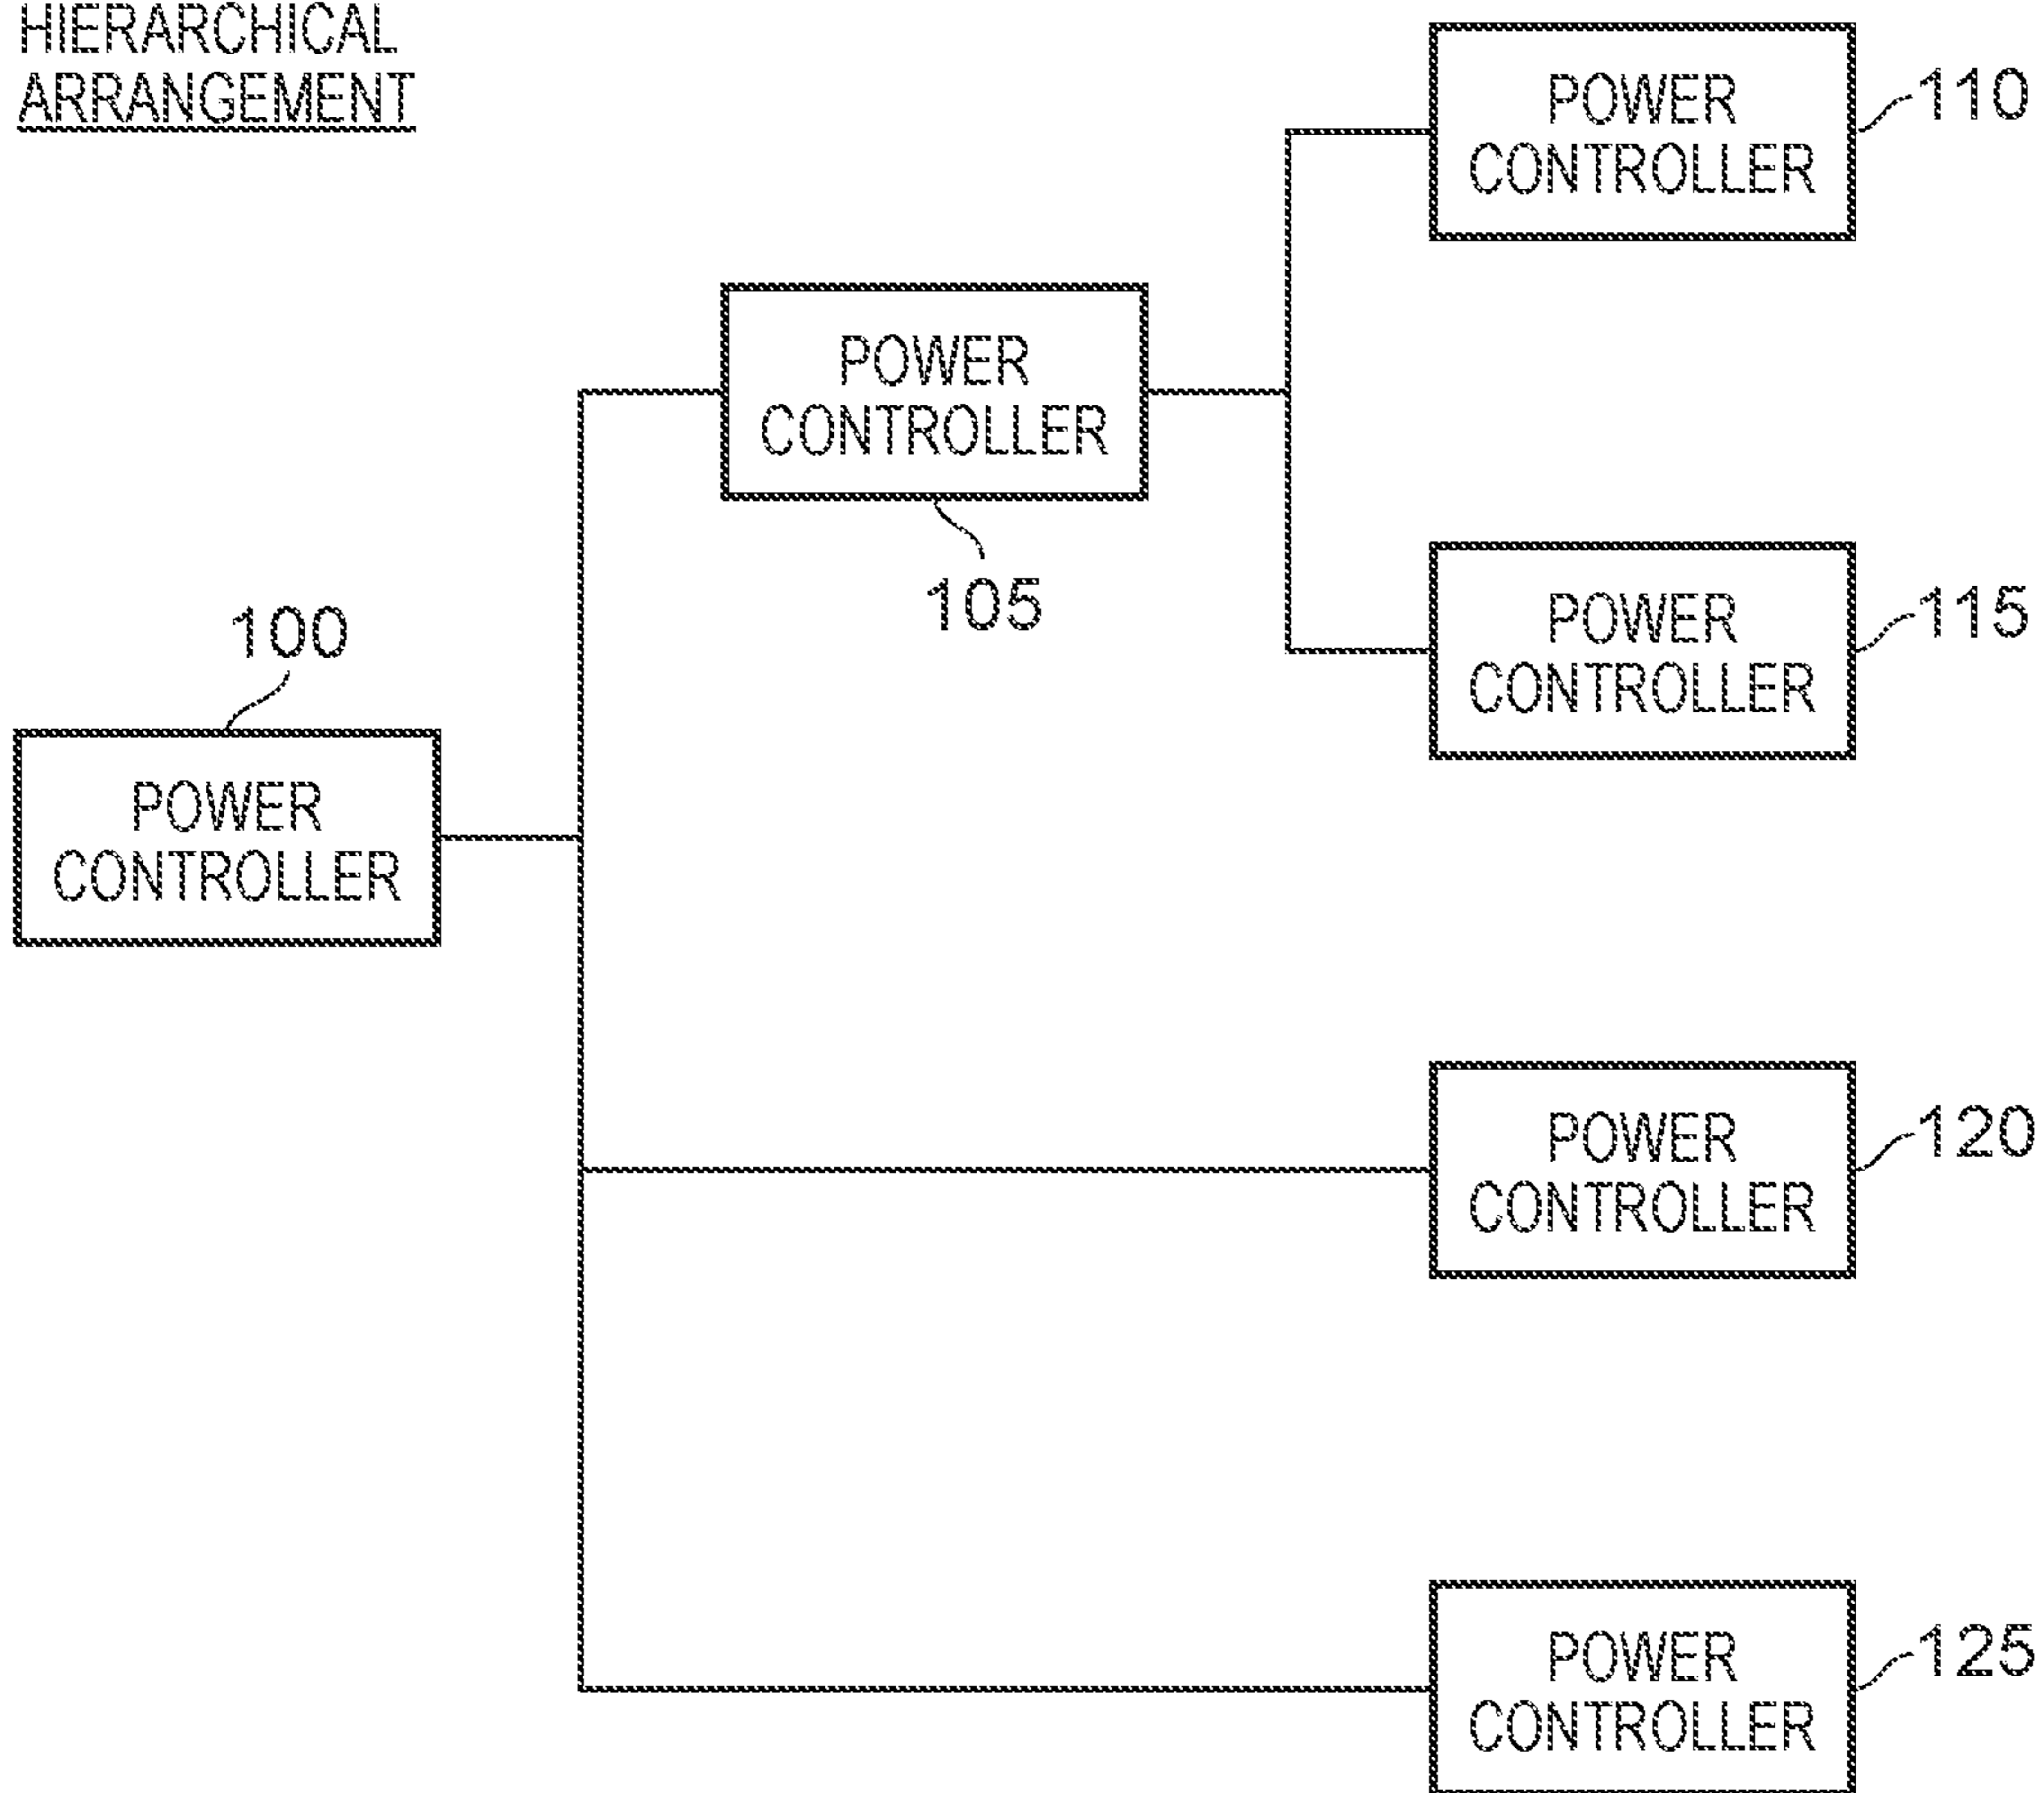 HIERARCHICAL
ARRANGEMENT
POWER
CONTROLLER
110
POWER
CONTROLLER
105
POWER
CONTROLLER
115
100
POWER
CONTROLLER
POWER
CONTROLLER
120
POWER
CONTROLLER
125